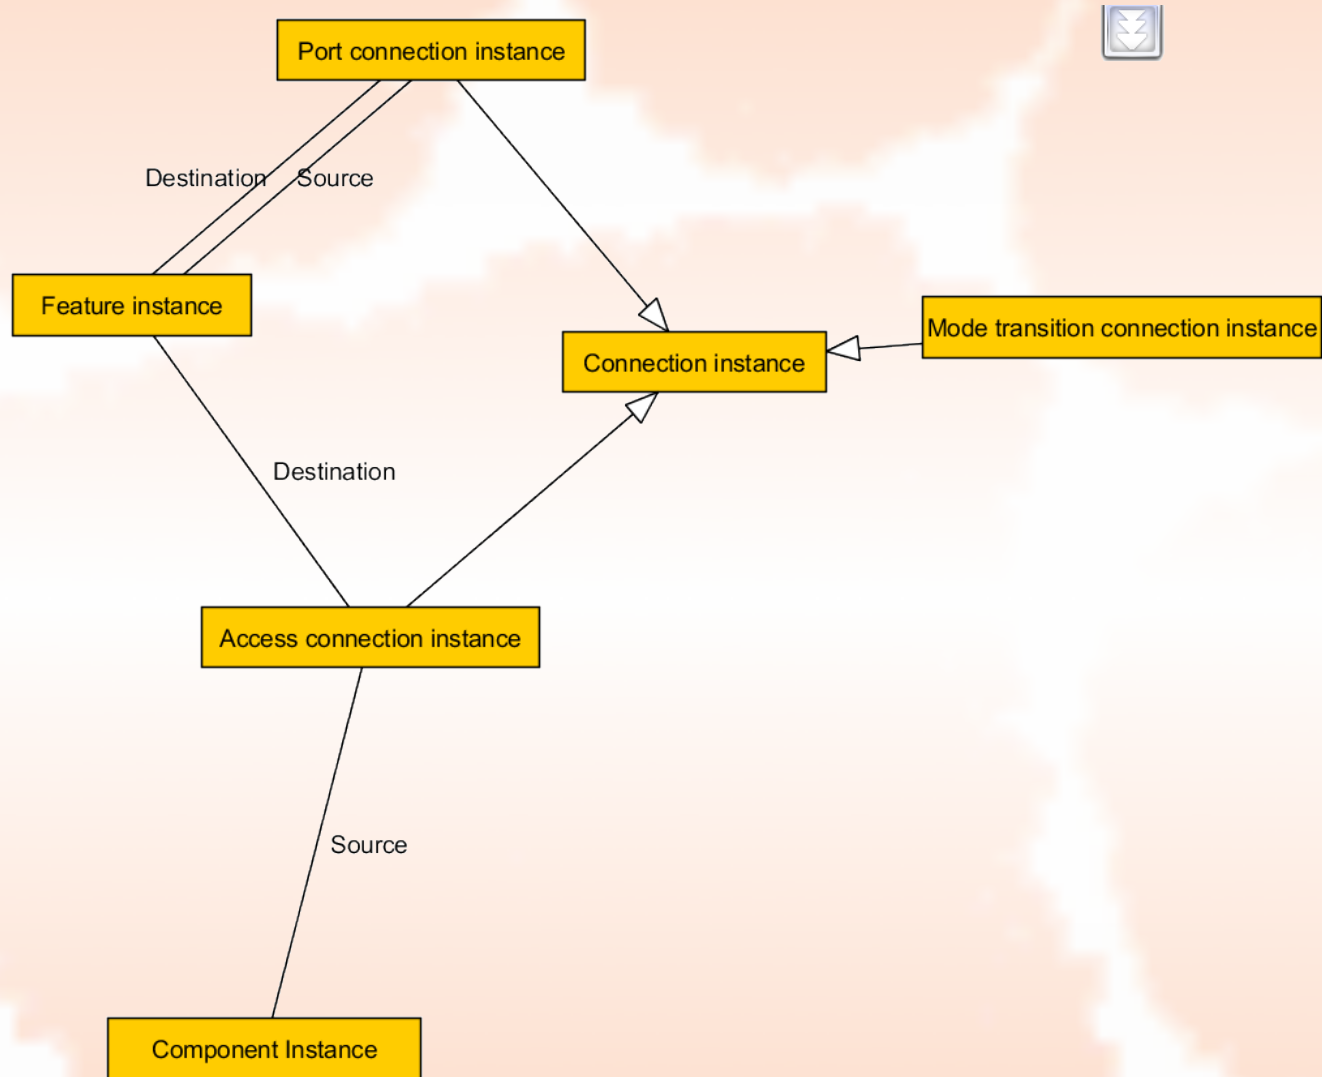 Port connection instance
Destination
Source
Feature instance
Mode transition connection instance
Connection instance
Destination
Access connection instance
Source
Component Instance